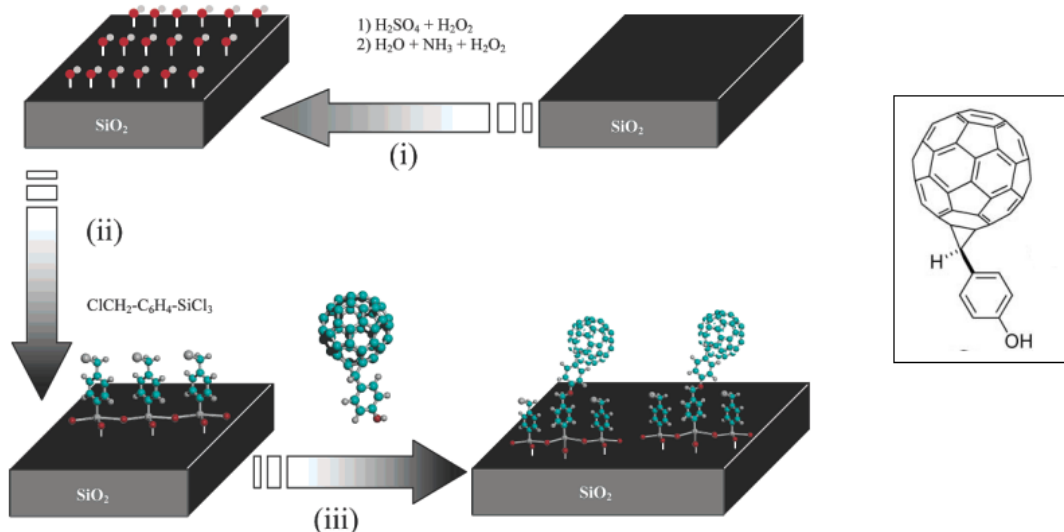 1) H₂SO₄ + H₂O₂
2) H₂O + NH₃ + H₂O₂
SiO₂
(i)
SiO₂
(ii)
ClCH₂-C₆H₄-SiCl₃
SiO₂
(iii)
SiO₂
H
OH